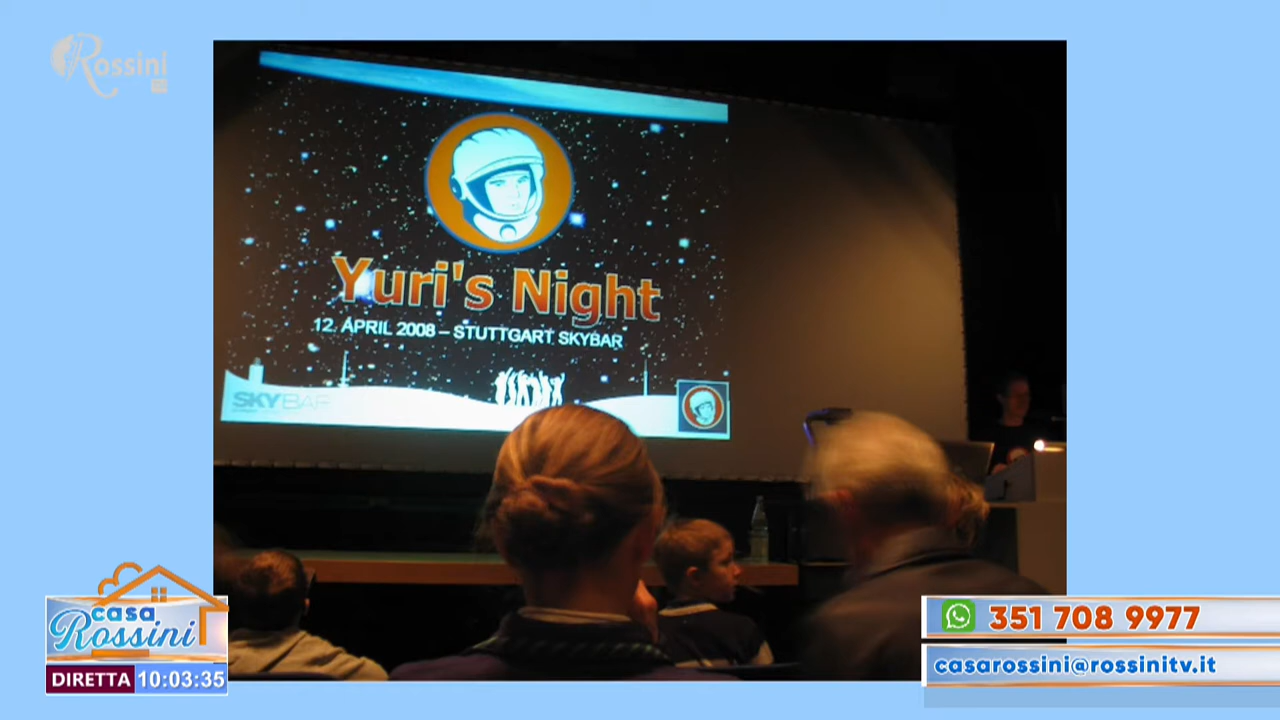 Rossini
Yuri's Night
12. APRIL 2008 – STUTTGART SKYBAR
SKYBAR
casa
Rossini
DIRETTA 10:03:35
351 708 9977
casarossini@rossinitv.it